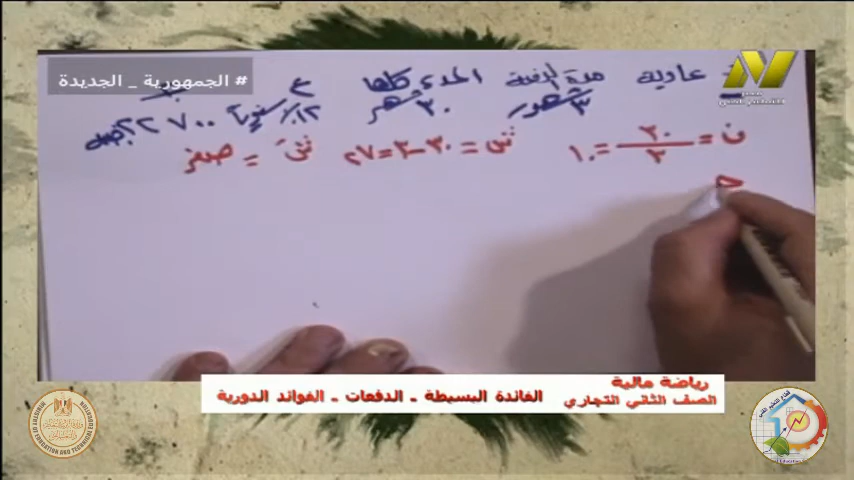 # الجمهورية _ الجديدة
عادية مدة الدفعة المدة كلها ع
٣ شهور ٣٠ شهر ١٢٪ سنوياً ٢٢٧٠٠ جنيه
ن = ٣٠ / ٣ = ١٠ ش = ٣٠ - ٣ = ٢٧ شَ = صفر
رياضة مالية
الصف الثاني التجاري
الفائدة البسيطة _ الدفعات _ الفوائد الدورية